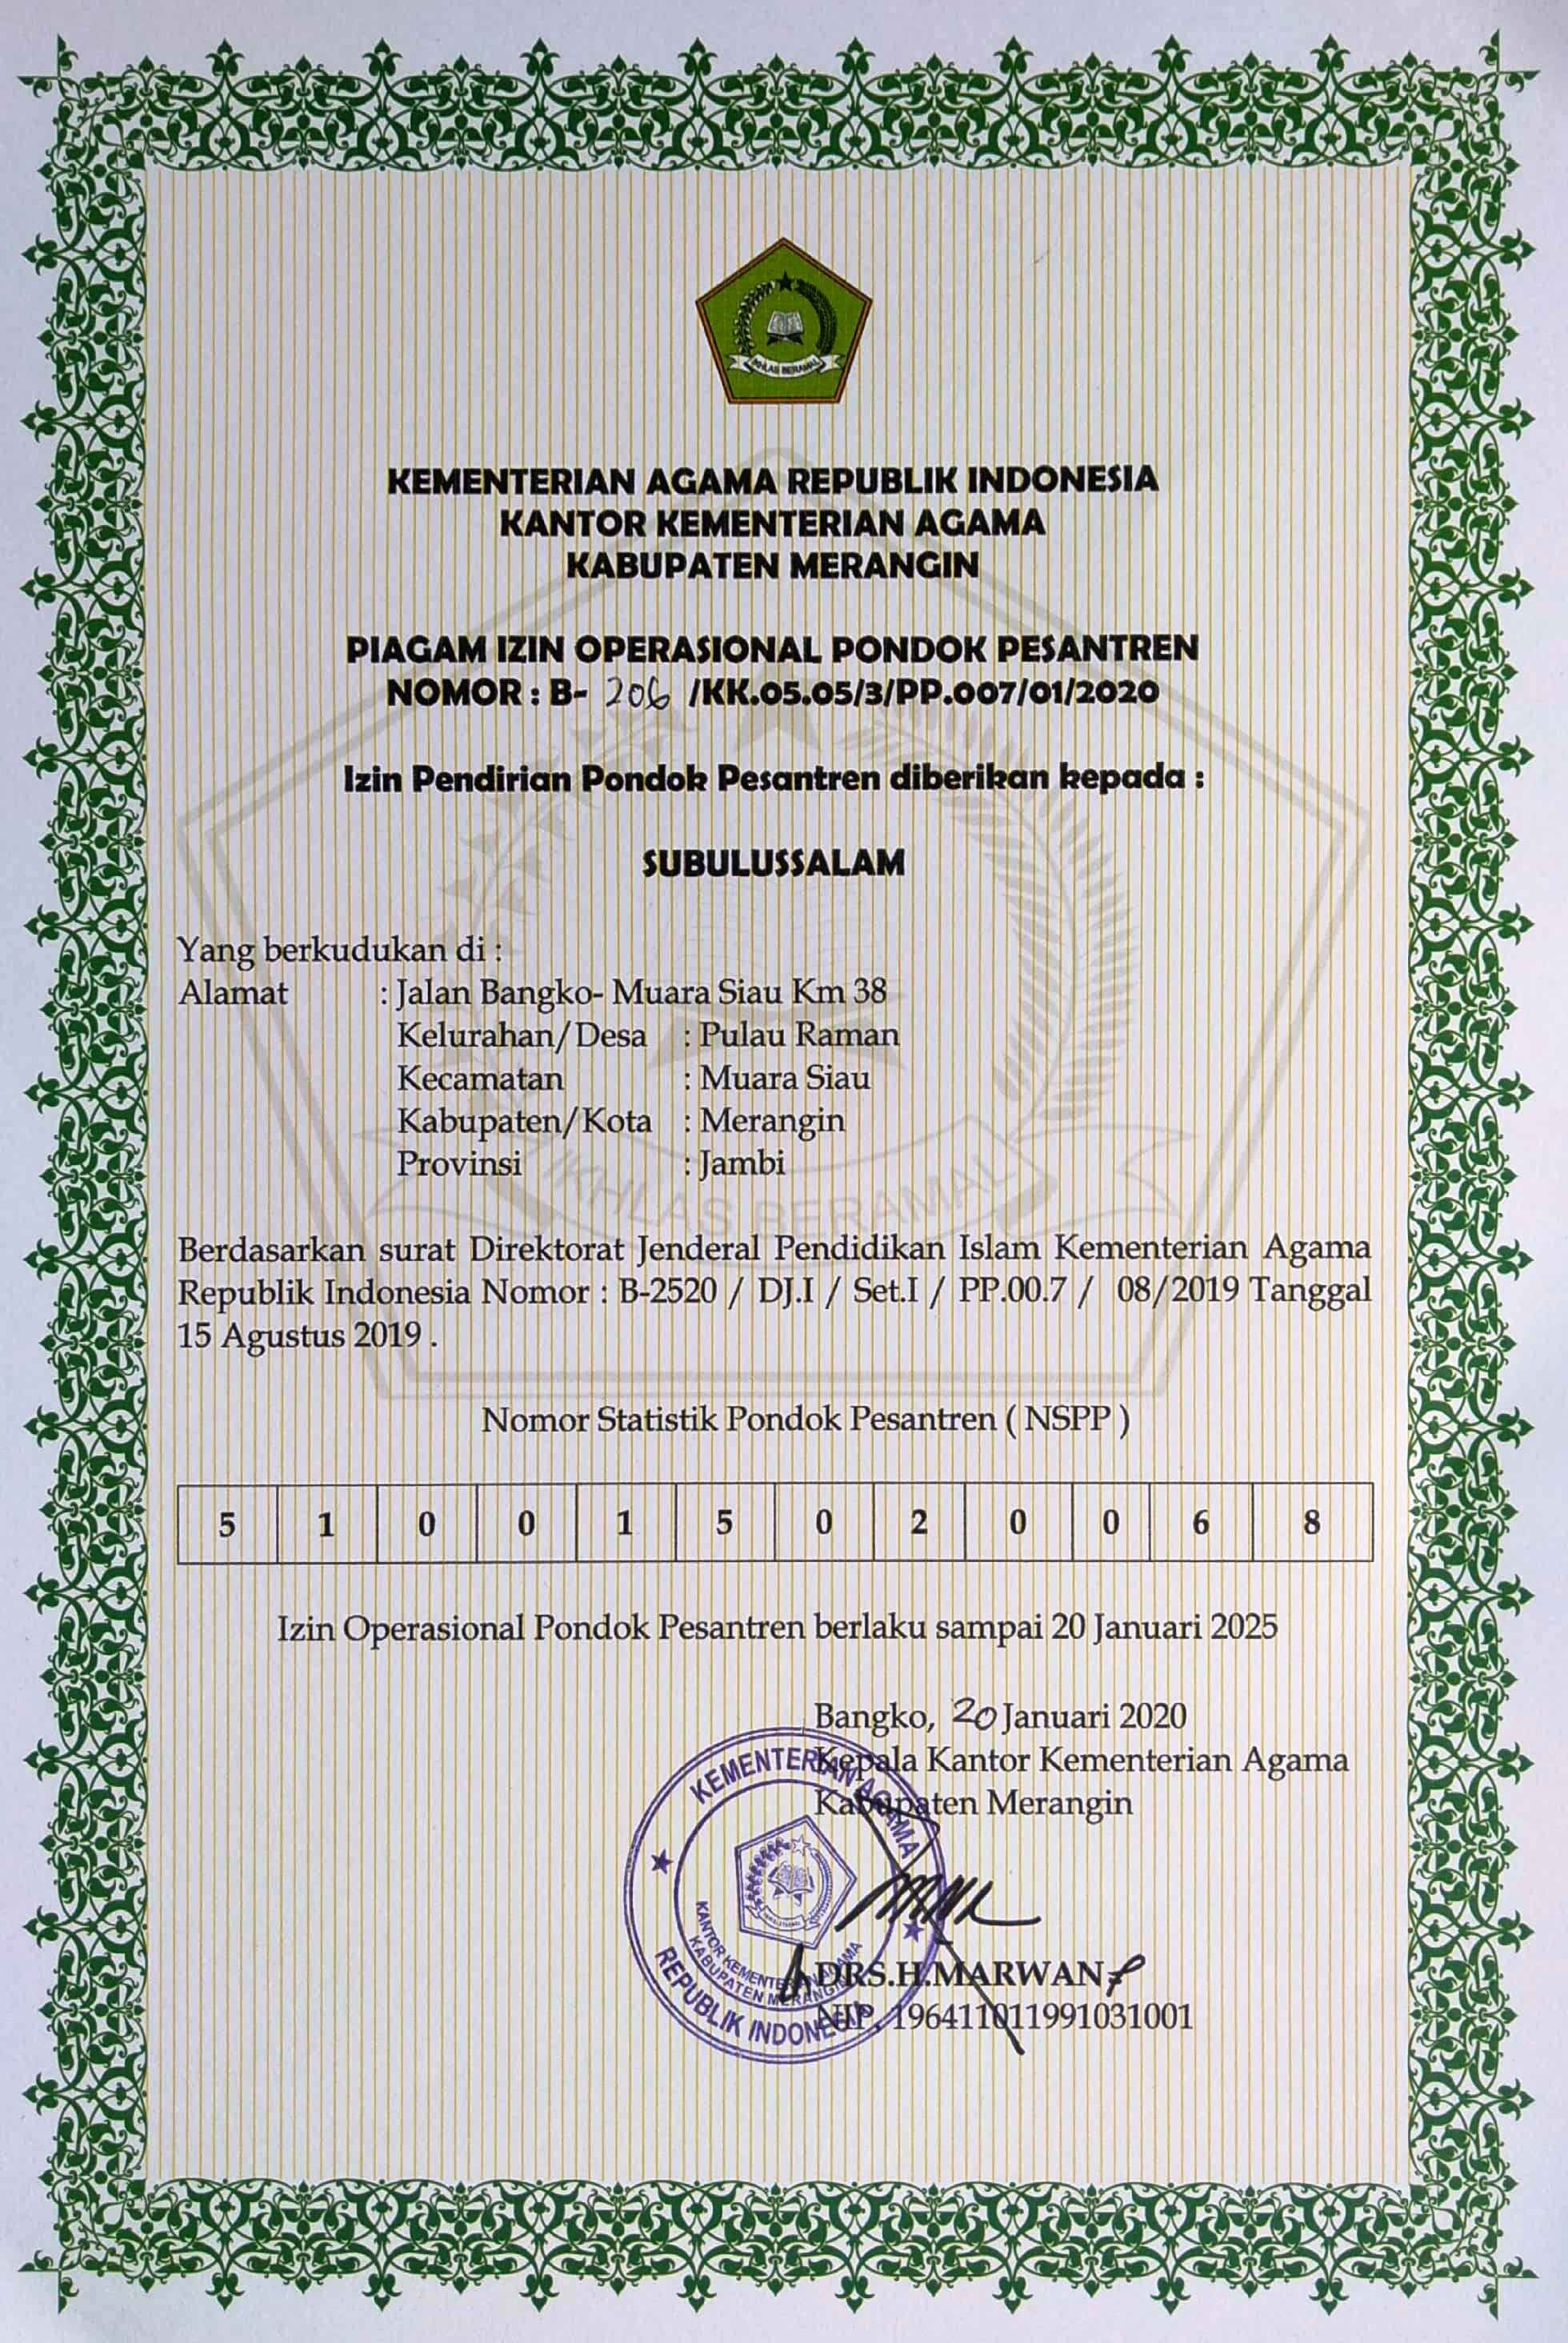 IKHLAS BERAMAL
KEMENTERIAN AGAMA REPUBLIK INDONESIA
KANTOR KEMENTERIAN AGAMA
KABUPATEN MERANGIN
PIAGAM IZIN OPERASIONAL PONDOK PESANTREN
NOMOR : B- 206 /KK.05.05/3/PP.007/01/2020
Izin Pendirian Pondok Pesantren diberikan kepada :
SUBULUSSALAM
Yang berkudukan di :
Alamat : Jalan Bangko- Muara Siau Km 38
Kelurahan/Desa : Pulau Raman
Kecamatan : Muara Siau
Kabupaten/Kota : Merangin
Provinsi : Jambi
IKHLAS BERAMAL
Berdasarkan surat Direktorat Jenderal Pendidikan Islam Kementerian Agama
Republik Indonesia Nomor : B-2520 / DJ.I / Set.I / PP.00.7 / 08/2019 Tanggal
15 Agustus 2019 .
Nomor Statistik Pondok Pesantren ( NSPP )
5 1 0 0 1 5 0 2 0 0 6 8
Izin Operasional Pondok Pesantren berlaku sampai 20 Januari 2025
Bangko, 20 Januari 2020
Kepala Kantor Kementerian Agama
Kabupaten Merangin
KEMENTERIAN AGAMA
REPUBLIK INDONESIA
KANTOR KEMENTERIAN AGAMA
KABUPATEN MERANGIN
DRS.H.MARWAN
NIP. 196411011991031001